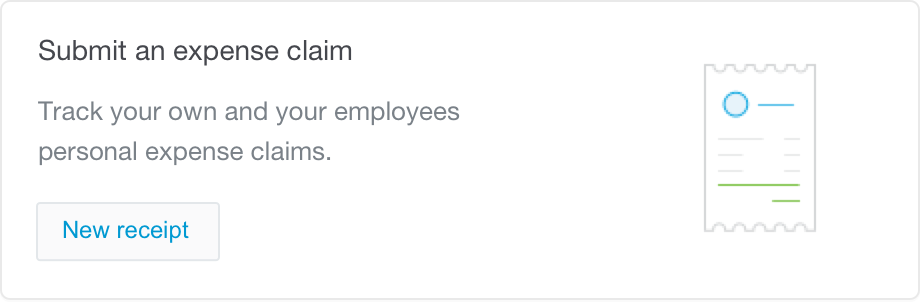 Submit an expense claim
Track your own and your employees
personal expense claims.
New receipt